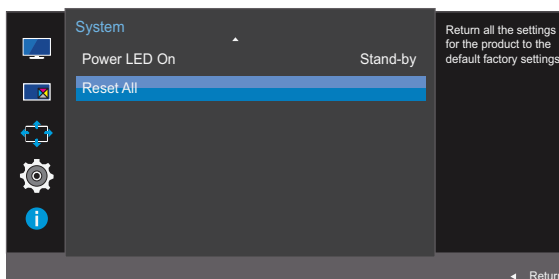 System
Power LED On Stand-by
Reset All
Return all the settings
for the product to the
default factory settings
Return